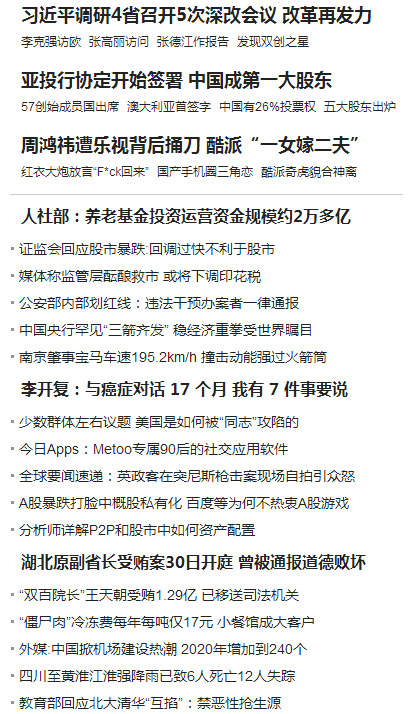 习近平调研4省召开5次深改会议 改革再发力
李克强访欧 张高丽访问 张德江作报告 发现双创之星
亚投行协定开始签署 中国成第一大股东
57创始成员国出席 澳大利亚首签字 中国有26%投票权 五大股东出炉
周鸿祎遭乐视背后捅刀 酷派“一女嫁二夫”
红衣大炮放言“F*ck回来” 国产手机圈三角恋 酷派奇虎貌合神离
人社部：养老基金投资运营资金规模约2万多亿
证监会回应股市暴跌:回调过快不利于股市
媒体称监管层酝酿救市 或将下调印花税
公安部内部划红线：违法干预办案者一律通报
中国央行罕见“三箭齐发” 稳经济重拳受世界瞩目
南京肇事宝马车速195.2km/h 撞击动能强过火箭筒
李开复：与癌症对话 17 个月 我有 7 件事要说
少数群体左右议题 美国是如何被“同志”攻陷的
今日Apps：Metoo专属90后的社交应用软件
全球要闻速递：英政客在突尼斯枪击案现场自拍引众怒
A股暴跌打脸中概股私有化 百度等为何不热衷A股游戏
分析师详解P2P和股市中如何资产配置
湖北原副省长受贿案30日开庭 曾被通报道德败坏
“双百院长”王天朝受贿1.29亿 已移送司法机关
“僵尸肉”冷冻费每年每吨仅17元 小餐馆成大客户
外媒:中国掀机场建设热潮 2020年增加到240个
四川至黄淮江淮强降雨已致6人死亡12人失踪
教育部回应北大清华“互掐”：禁恶性抢生源